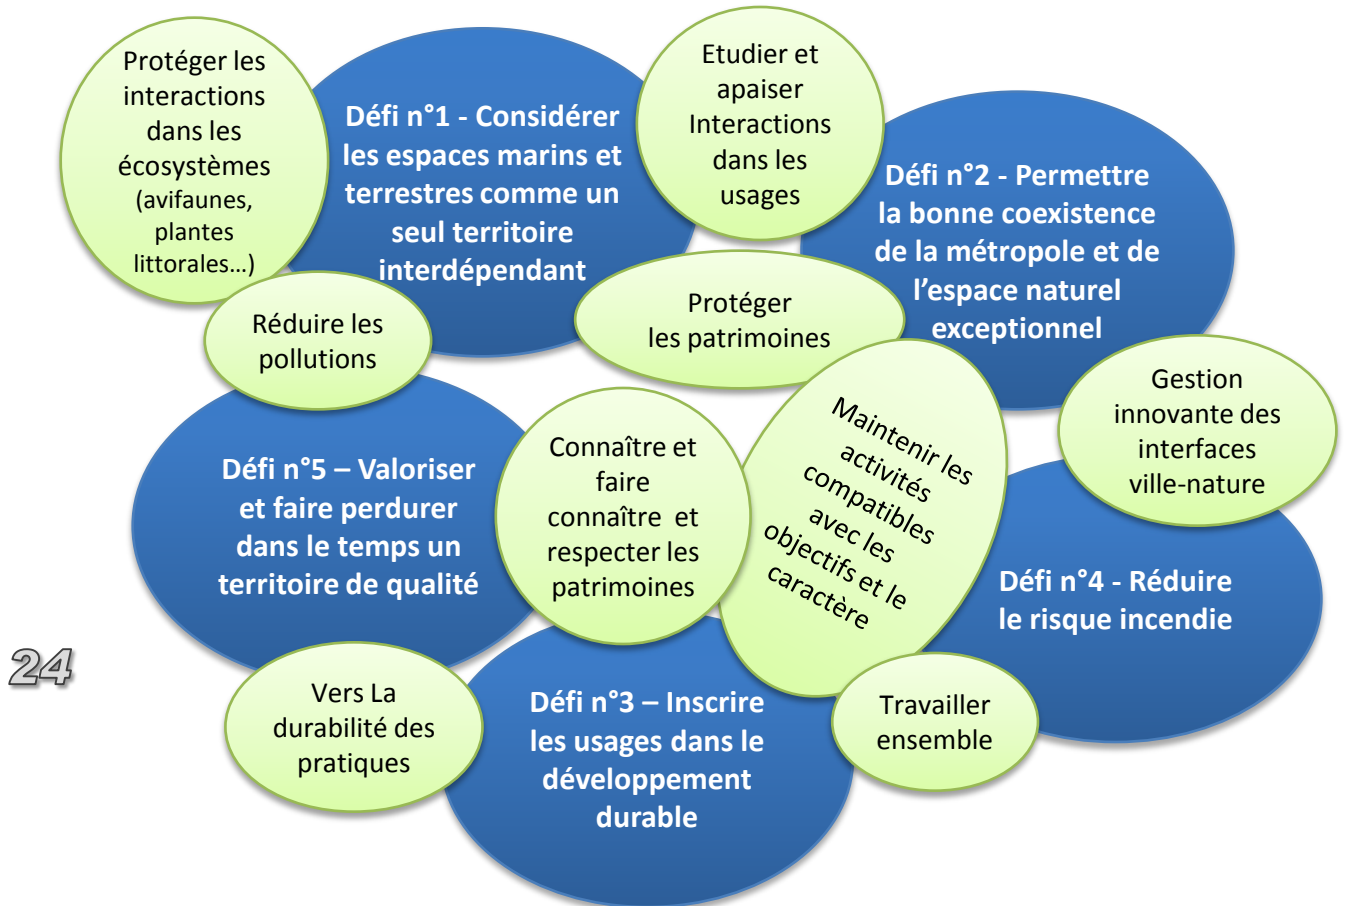 Protéger les
interactions
dans les
écosystèmes
(avifaunes,
plantes
littorales…)
Défi n°1 - Considérer
les espaces marins et
terrestres comme un
seul territoire
interdépendant
Etudier et
apaiser
Interactions
dans les
usages
Défi n°2 - Permettre
la bonne coexistence
de la métropole et de
l’espace naturel
exceptionnel
Réduire les
pollutions
Protéger
les patrimoines
Gestion
innovante des
interfaces
ville-nature
Défi n°5 – Valoriser
et faire perdurer
dans le temps un
territoire de qualité
Connaître et
faire
connaître et
respecter les
patrimoines
Maintenir les
activités
compatibles
avec les
objectifs et le
caractère
Défi n°4 - Réduire
le risque incendie
24
Vers La
durabilité des
pratiques
Défi n°3 – Inscrire
les usages dans le
développement
durable
Travailler
ensemble